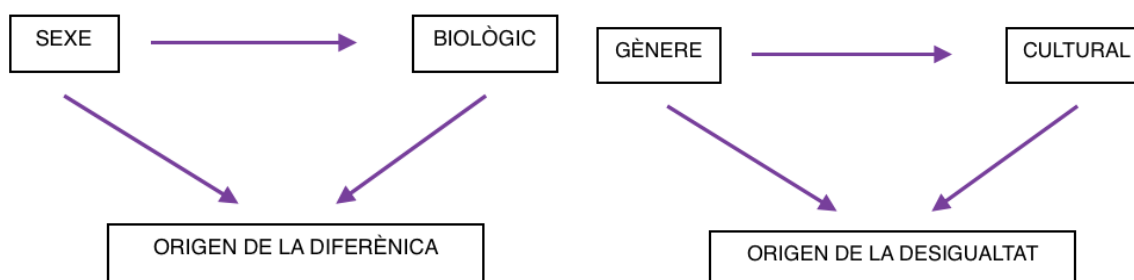 SEXE
BIOLÒGIC
GÈNERE
CULTURAL
ORIGEN DE LA DIFERÈNICA
ORIGEN DE LA DESIGUALTAT